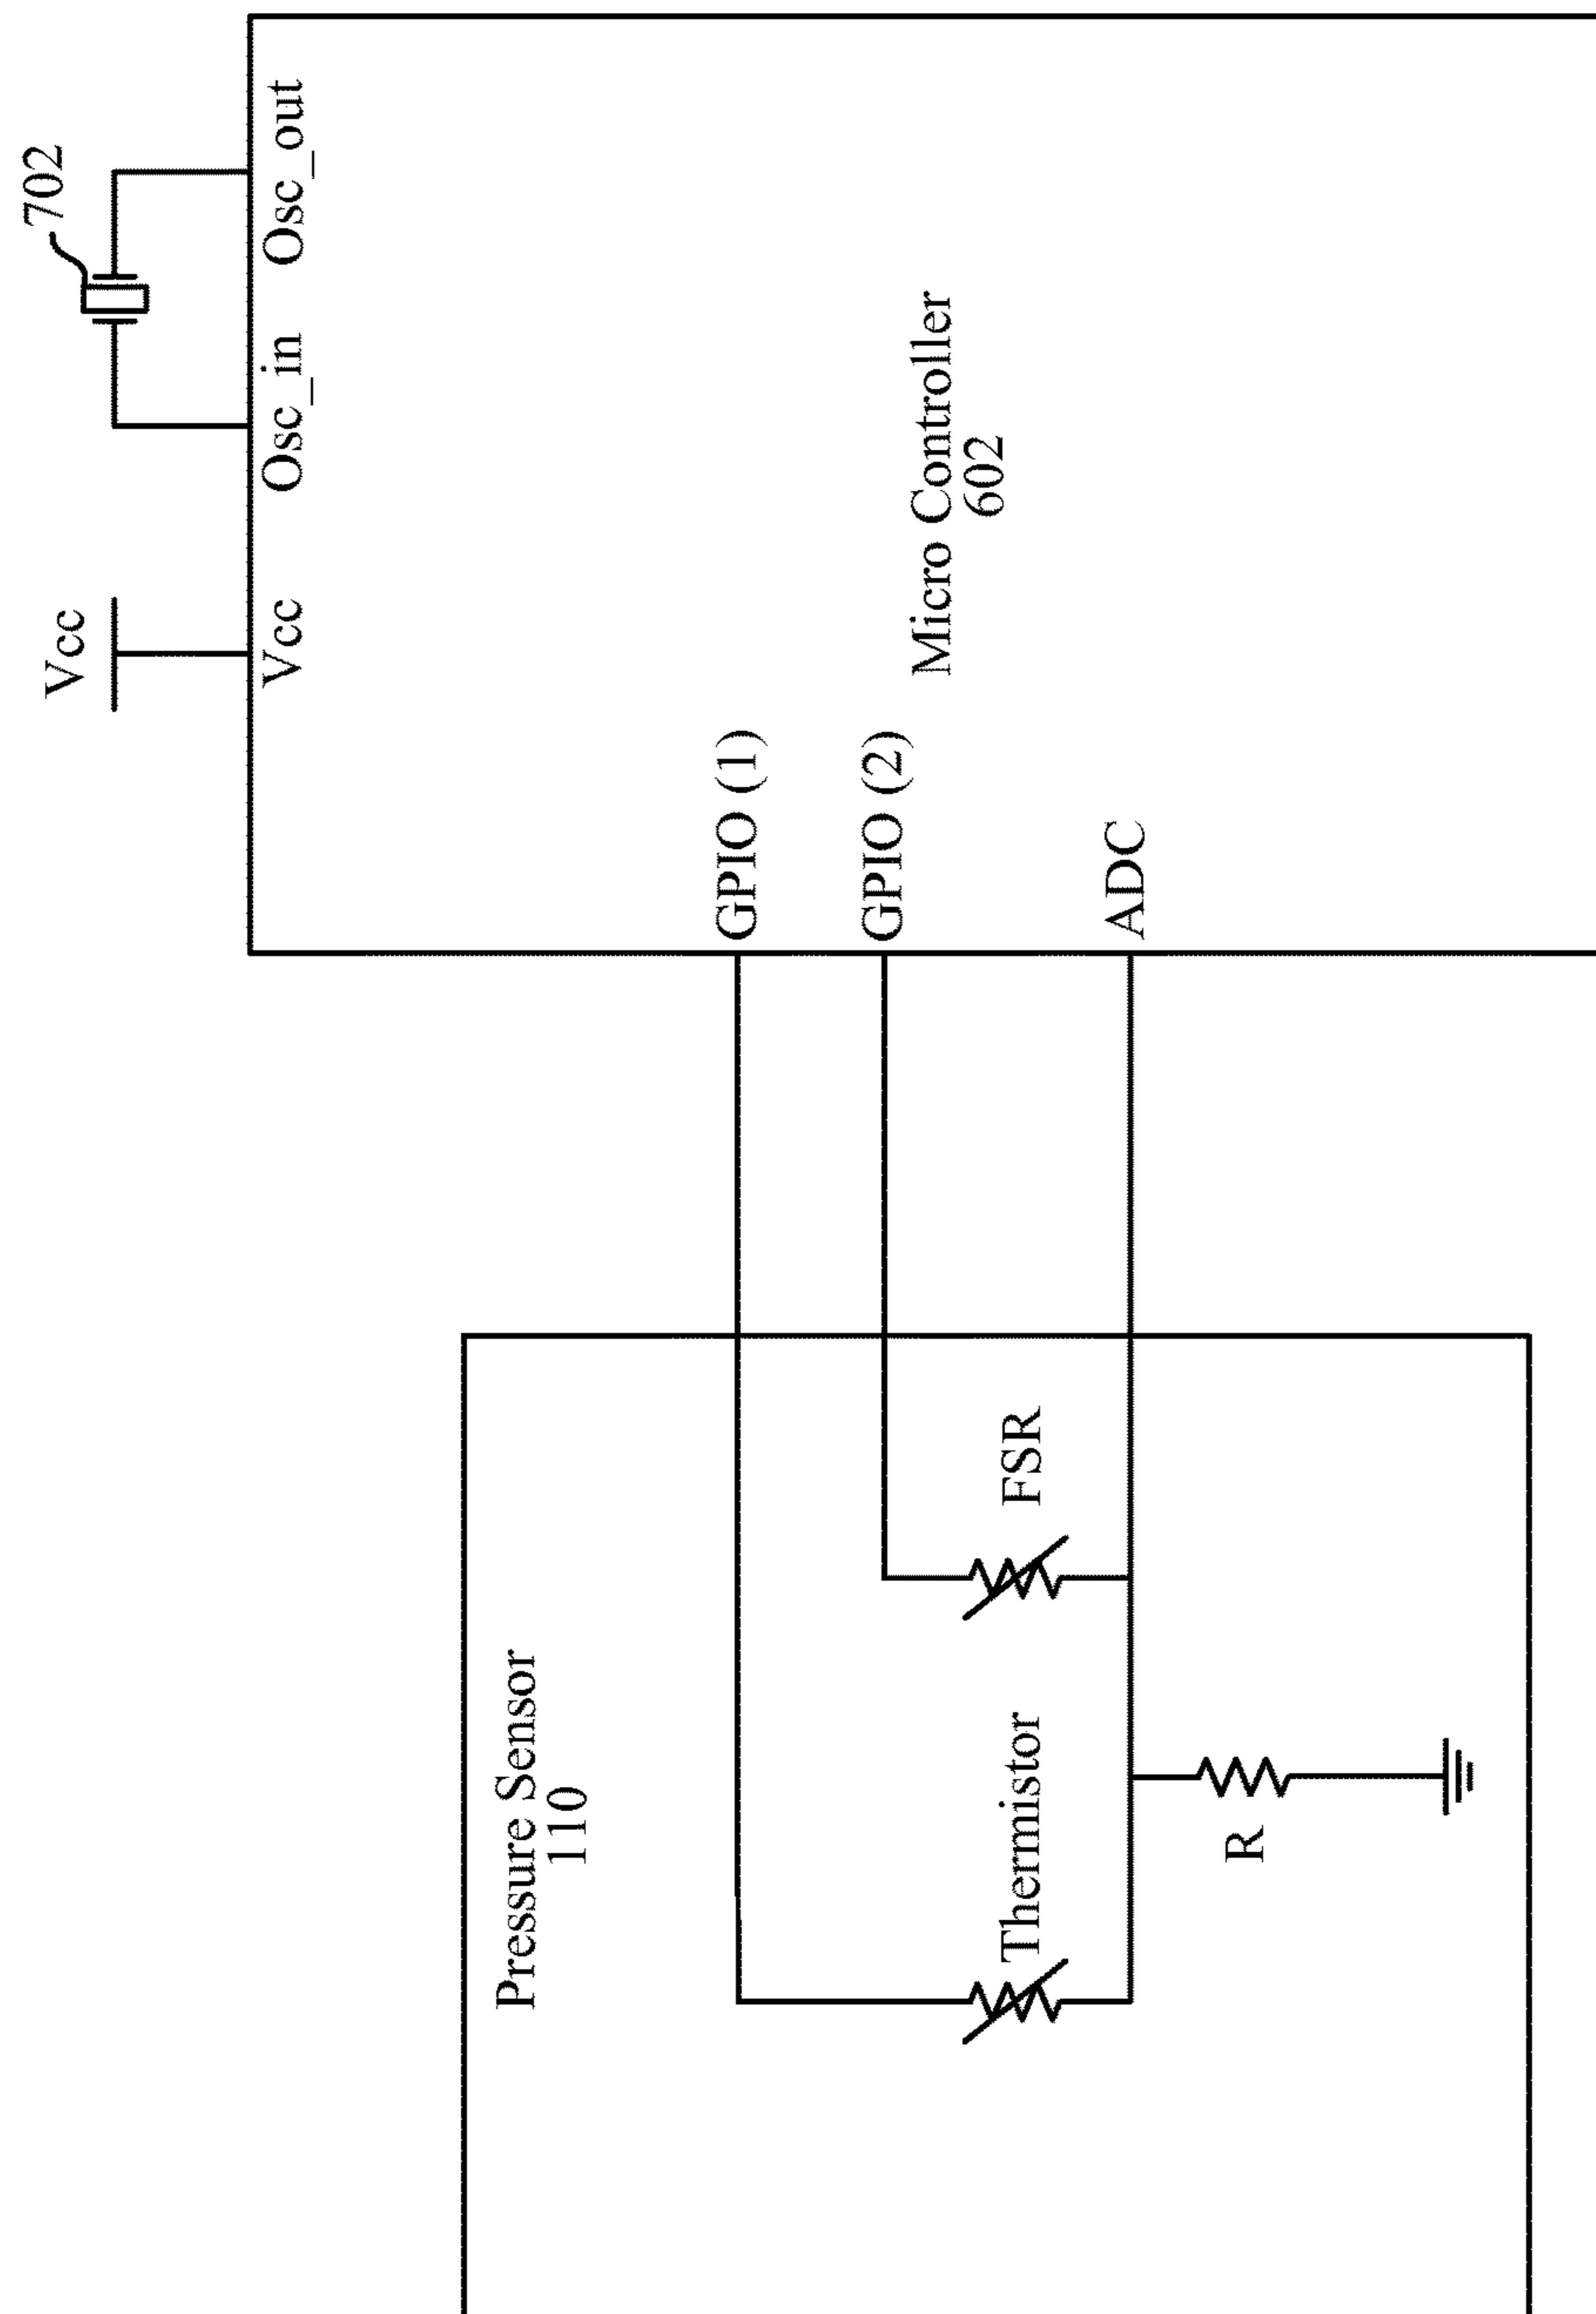 702
Vcc
Vcc
Osc_in
Osc_out
Pressure Sensor
110
GPIO (1)
GPIO (2)
Micro Controller
602
Thermistor
FSR
ADC
R